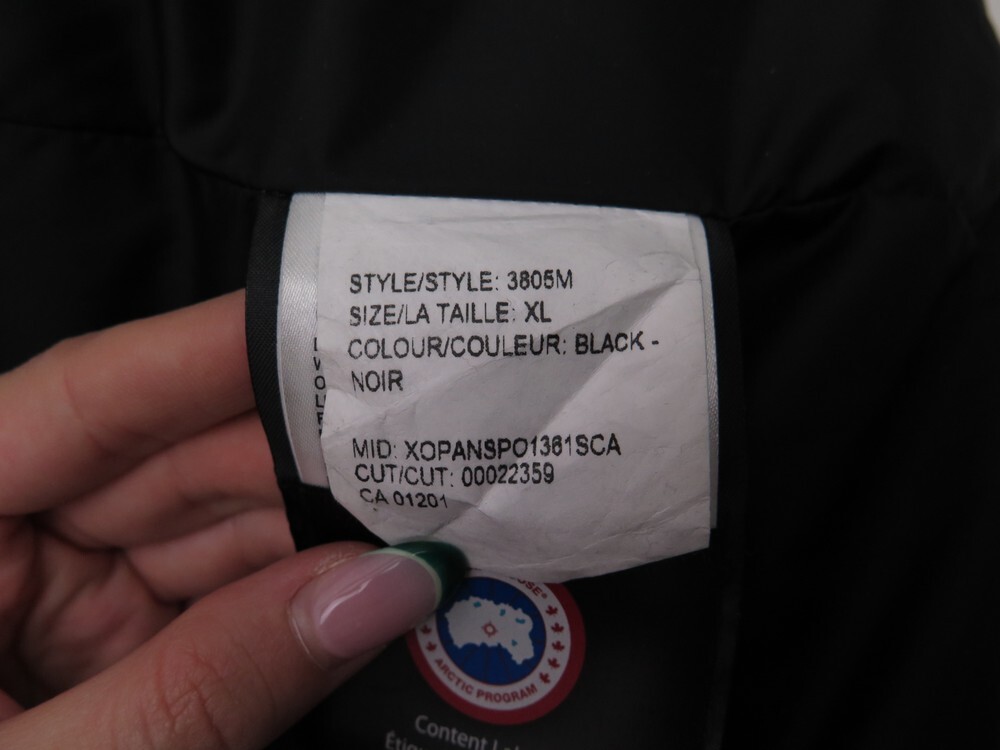 STYLE/STYLE: 3805M
SIZE/LA TAILLE: XL
COLOUR/COULEUR: BLACK -
NOIR
MID: XOPANSPO1361SCA
CUT/CUT: 00022359
CA 01201
ARCTIC PROGRAM
Content